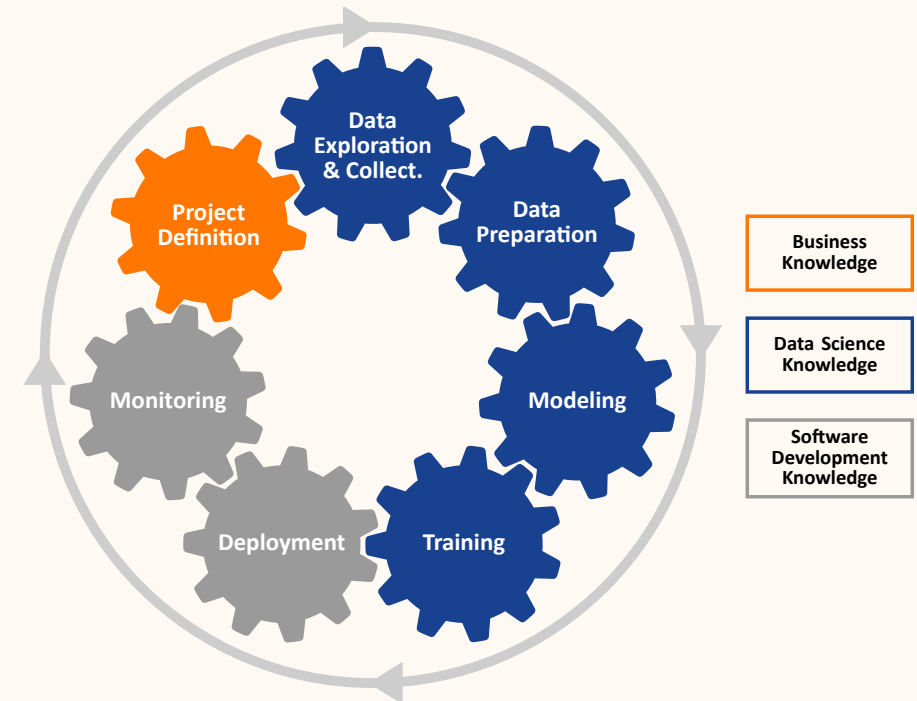 Data
Exploration
& Collect.
Project
Definition
Data
Preparation
Monitoring
Modeling
Deployment
Training
Business
Knowledge
Data Science
Knowledge
Software
Development
Knowledge